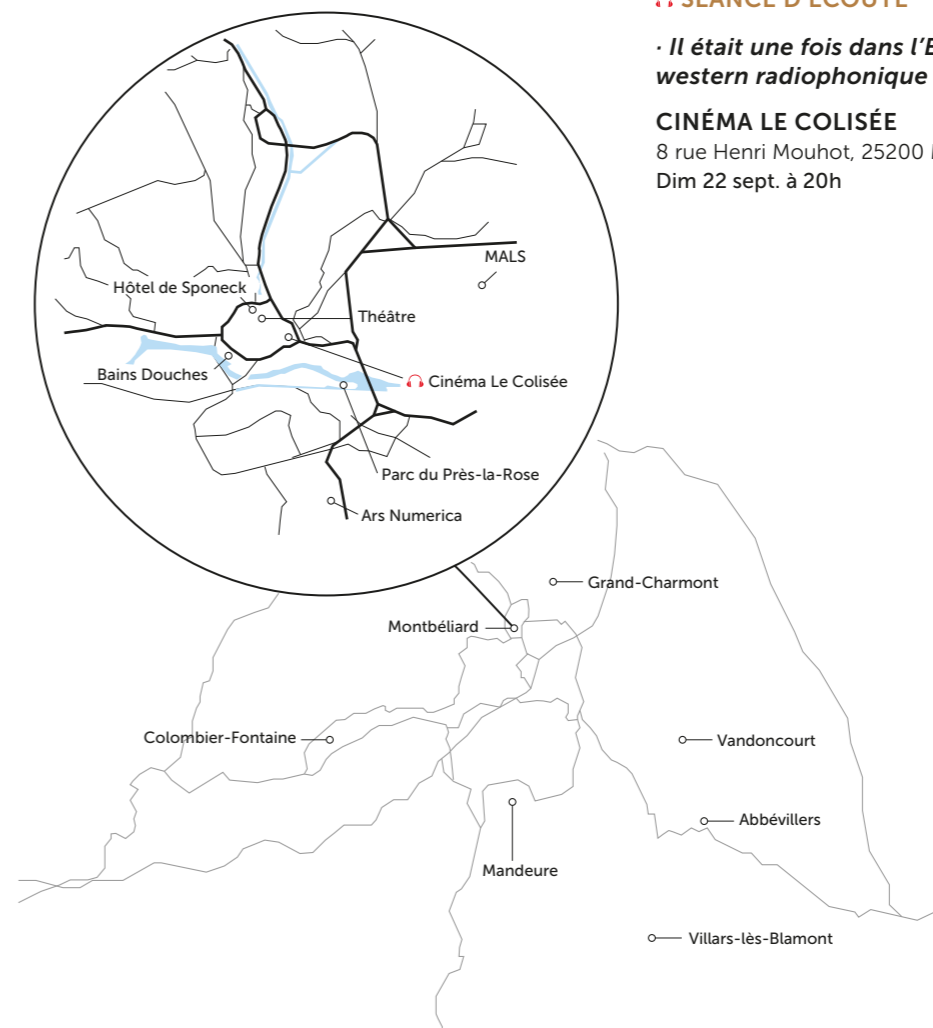 SÉANCE D'ÉCOUTE
· Il était une fois dans l'E
western radiophonique
CINÉMA LE COLISÉE
8 rue Henri Mouhot, 25200
Dim 22 sept. à 20h
MALS
Hôtel de Sponeck
Théâtre
Bains Douches
Cinéma Le Colisée
Parc du Près-la-Rose
Ars Numerica
Grand-Charmont
Montbéliard
Colombier-Fontaine
Vandoncourt
Abbévillers
Mandeure
Villars-lès-Blamont